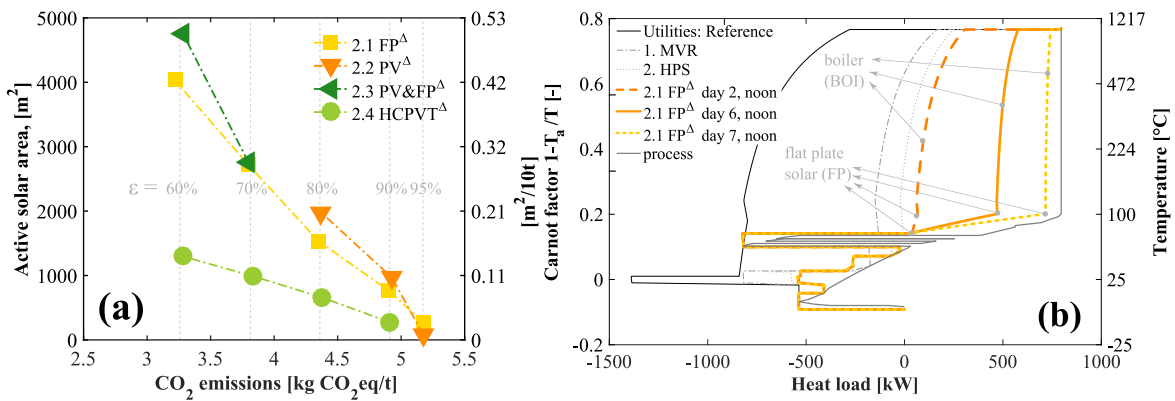 5000
4000
3000
2000
1000
0
Active solar area, [m²]
2.5
3
3.5
4
4.5
5
5.5
CO₂ emissions [kg CO₂eq/t]
0.53
0.42
0.32
0.21
0.11
0
[m²/10t]
2.1 FP^Δ
2.2 PV^Δ
2.3 PV&FP^Δ
2.4 HCPVT^Δ
ε = 60%
70%
80%
90%
95%
(a)
0.8
0.6
0.4
0.2
0
-0.2
Carnot factor 1-Tₐ/T [-]
-1500
-1000
-500
0
500
1000
Heat load [kW]
1217
472
224
100
25
-25
Temperature [°C]
Utilities: Reference
1. MVR
2. HPS
2.1 FP^Δ day 2, noon
2.1 FP^Δ day 6, noon
2.1 FP^Δ day 7, noon
process
boiler
(BOI)
flat plate
solar (FP)
(b)